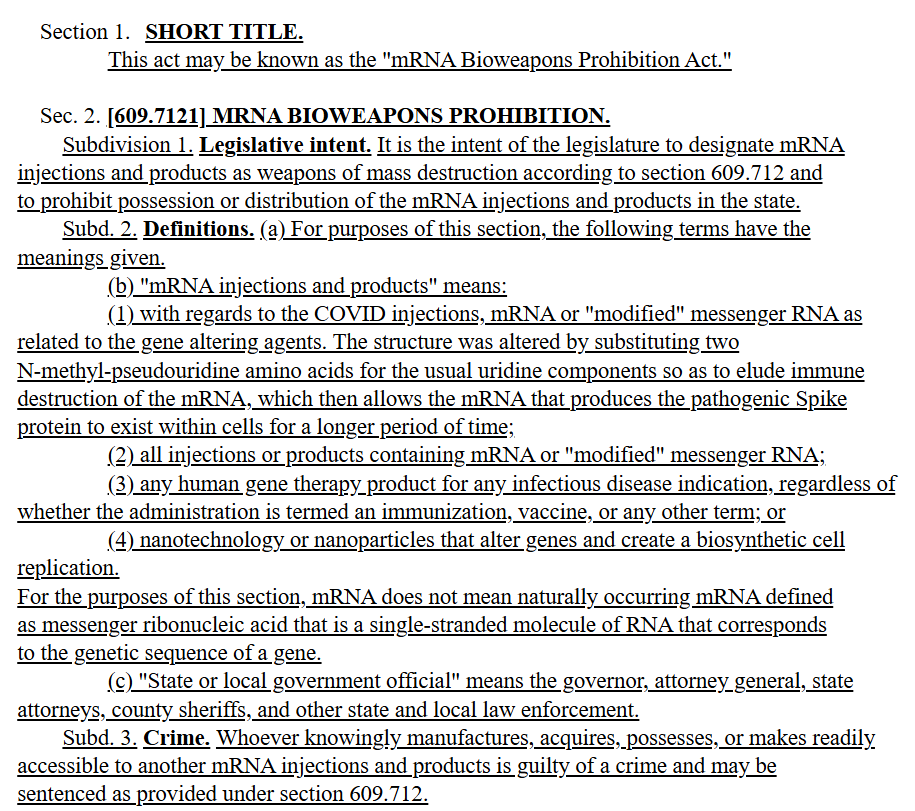 Section 1. SHORT TITLE.
This act may be known as the "mRNA Bioweapons Prohibition Act."
Sec. 2. [609.7121] MRNA BIOWEAPONS PROHIBITION.
Subdivision 1. Legislative intent. It is the intent of the legislature to designate mRNA
injections and products as weapons of mass destruction according to section 609.712 and
to prohibit possession or distribution of the mRNA injections and products in the state.
Subd. 2. Definitions. (a) For purposes of this section, the following terms have the
meanings given.
(b) "mRNA injections and products" means:
(1) with regards to the COVID injections, mRNA or "modified" messenger RNA as
related to the gene altering agents. The structure was altered by substituting two
N-methyl-pseudouridine amino acids for the usual uridine components so as to elude immune
destruction of the mRNA, which then allows the mRNA that produces the pathogenic Spike
protein to exist within cells for a longer period of time;
(2) all injections or products containing mRNA or "modified" messenger RNA;
(3) any human gene therapy product for any infectious disease indication, regardless of
whether the administration is termed an immunization, vaccine, or any other term; or
(4) nanotechnology or nanoparticles that alter genes and create a biosynthetic cell
replication.
For the purposes of this section, mRNA does not mean naturally occurring mRNA defined
as messenger ribonucleic acid that is a single-stranded molecule of RNA that corresponds
to the genetic sequence of a gene.
(c) "State or local government official" means the governor, attorney general, state
attorneys, county sheriffs, and other state and local law enforcement.
Subd. 3. Crime. Whoever knowingly manufactures, acquires, possesses, or makes readily
accessible to another mRNA injections and products is guilty of a crime and may be
sentenced as provided under section 609.712.